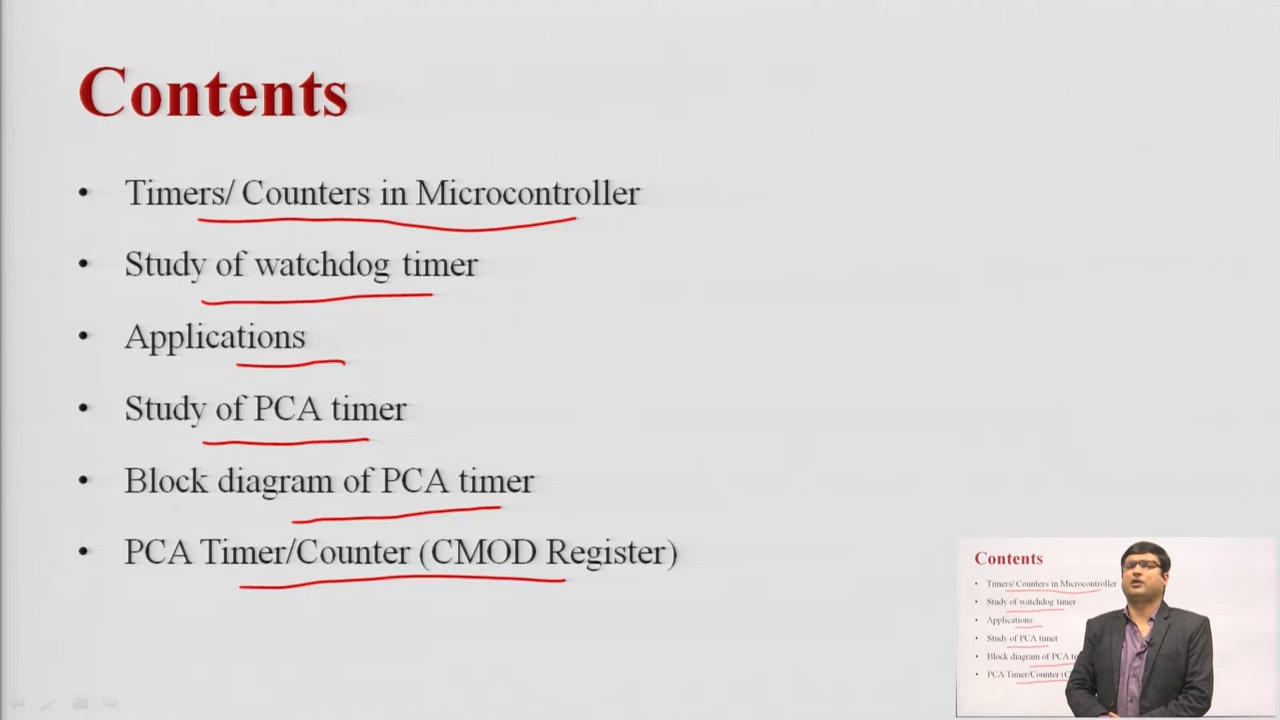 Contents
• Timers/ Counters in Microcontroller
• Study of watchdog timer
• Applications
• Study of PCA timer
• Block diagram of PCA timer
• PCA Timer/Counter (CMOD Register)
Contents
• Timers/ Counters in Microcontroller
• Study of watchdog timer
• Applications
• Study of PCA timer
• Block diagram of PCA
• PCA Timer/Counter